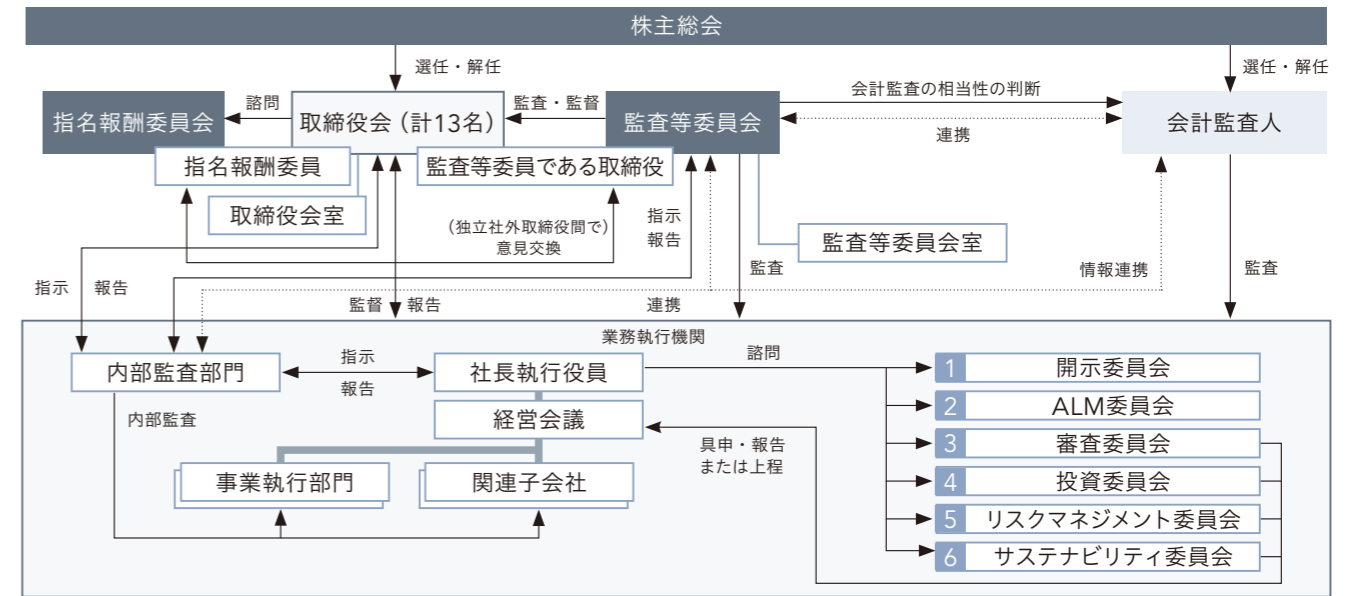 株主総会
選任・解任
選任・解任
指名報酬委員会
諮問
取締役会（計13名）
監査・監督
監査等委員会
会計監査の相当性の判断
連携
会計監査人
指名報酬委員
監査等委員である取締役
取締役会室
（独立社外取締役間で）
意見交換
指示
報告
監査等委員会室
指示
報告
監督
報告
連携
監査
情報連携
監査
業務執行機関
内部監査部門
指示
報告
社長執行役員
諮問
経営会議
内部監査
事業執行部門
関連子会社
具申・報告
または上程
1 開示委員会
2 ALM委員会
3 審査委員会
4 投資委員会
5 リスクマネジメント委員会
6 サステナビリティ委員会